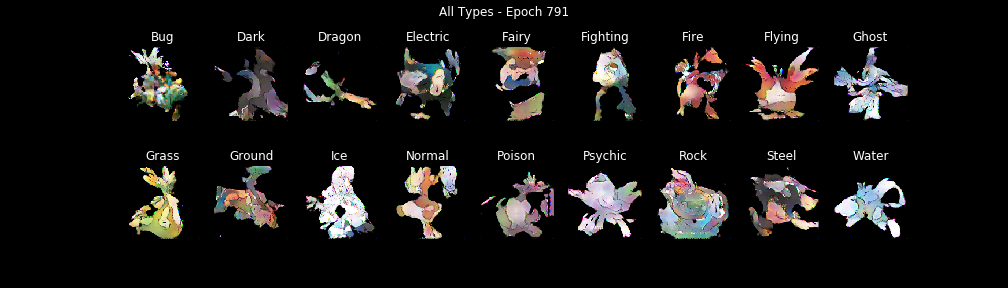 All Types - Epoch 791
Bug Dark Dragon Electric Fairy Fighting Fire Flying Ghost
Grass Ground Ice Normal Poison Psychic Rock Steel Water